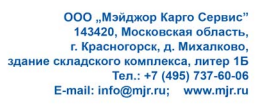 ООО „Мэйджор Карго Сервис”
143420, Московская область,
г. Красногорск, д. Михалково,
здание складского комплекса, литер 1Б
Тел.: +7 (495) 737-60-06
E-mail: info@mjr.ru; www.mjr.ru